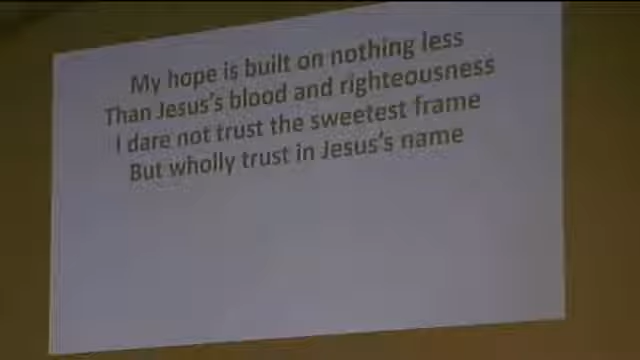 My hope is built on nothing less
Than Jesus's blood and righteousness
I dare not trust the sweetest frame
But wholly trust in Jesus's name